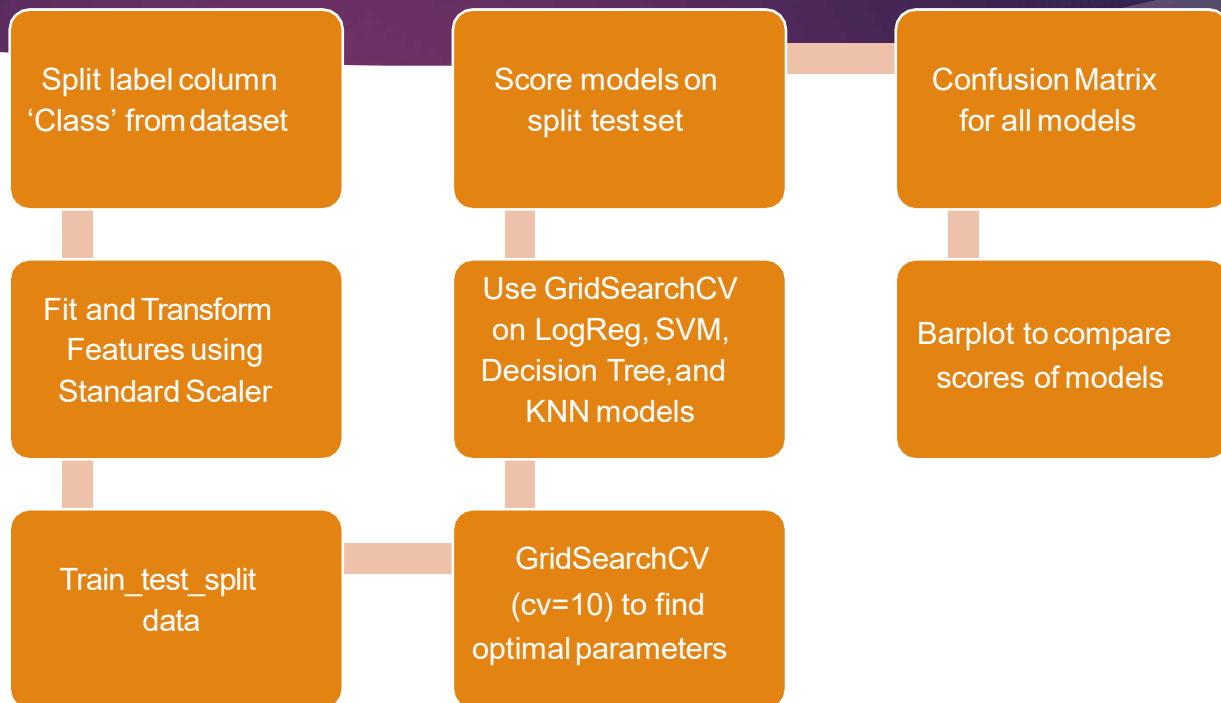 Split label column
‘Class’ from dataset
Fit and Transform
Features using
Standard Scaler
Train_test_split
data
GridSearchCV
(cv=10) to find
optimal parameters
Use GridSearchCV
on LogReg, SVM,
Decision Tree, and
KNN models
Score models on
split test set
Confusion Matrix
for all models
Barplot to compare
scores of models